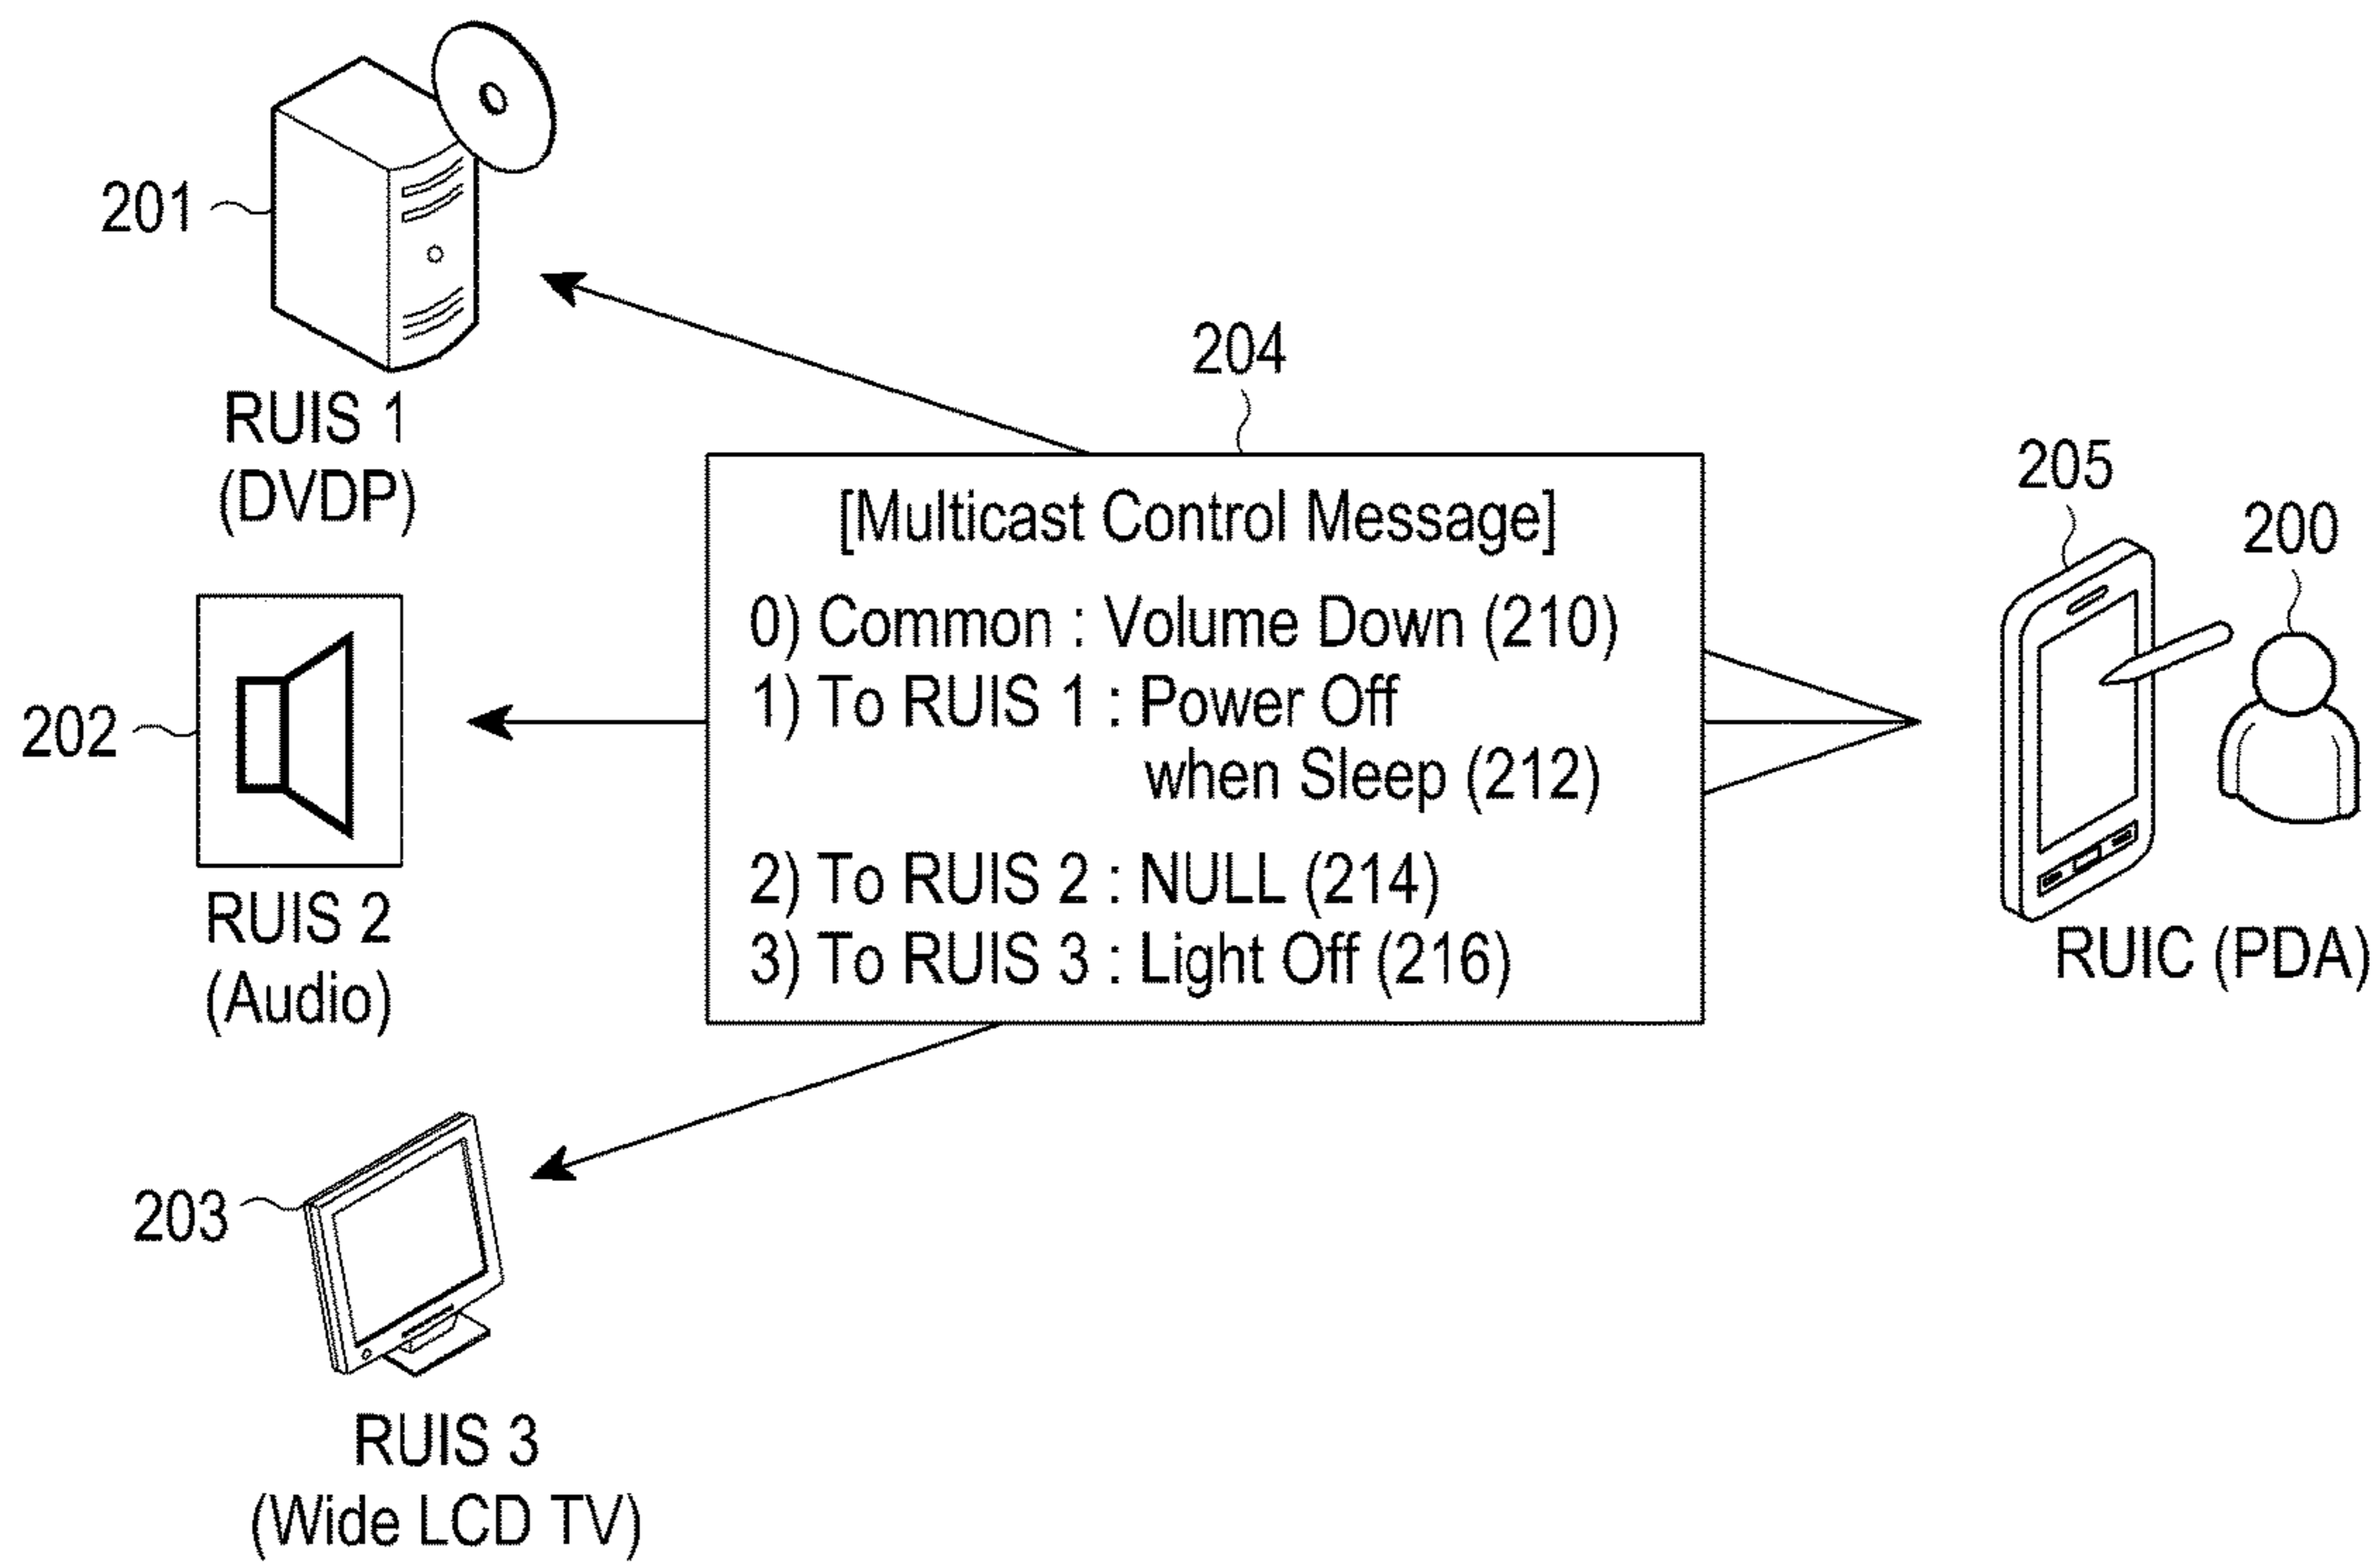 201
RUIS 1
(DVDP)
202
RUIS 2
(Audio)
203
RUIS 3
(Wide LCD TV)
204
[Multicast Control Message]
0) Common : Volume Down (210)
1) To RUIS 1 : Power Off
when Sleep (212)
2) To RUIS 2 : NULL (214)
3) To RUIS 3 : Light Off (216)
205
200
RUIC (PDA)